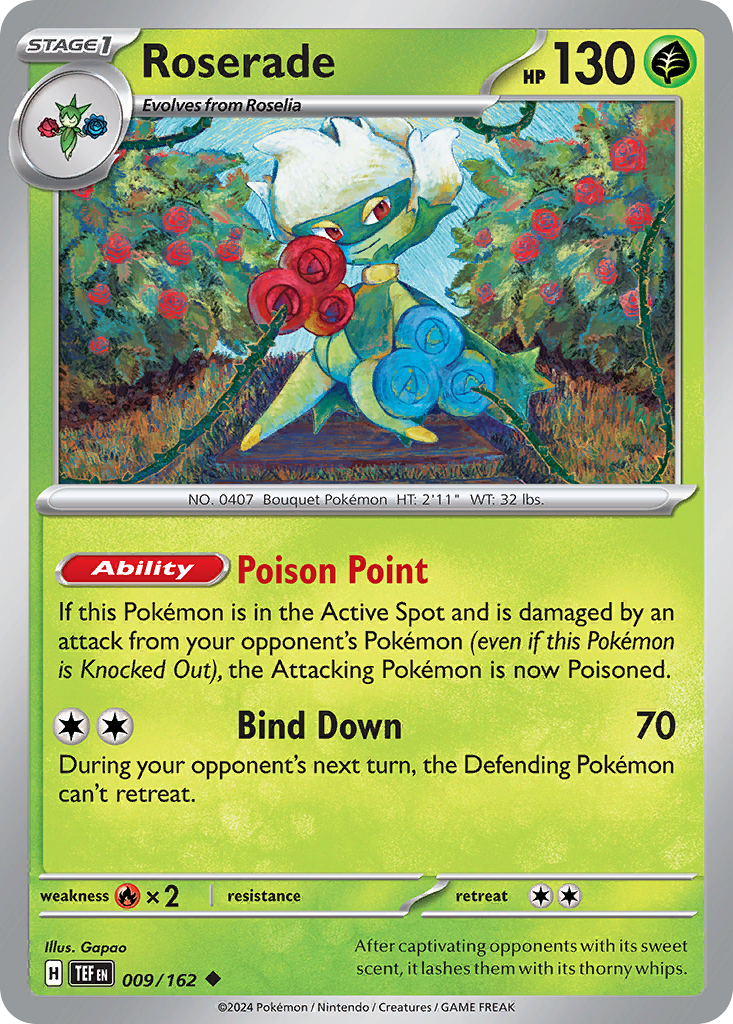 STAGE1
Roserade
HP 130
Evolves from Roselia
NO. 0407 Bouquet Pokémon HT: 2'11" WT: 32 lbs.
Ability Poison Point
If this Pokémon is in the Active Spot and is damaged by an
attack from your opponent's Pokémon (even if this Pokémon
is Knocked Out), the Attacking Pokémon is now Poisoned.
Bind Down 70
During your opponent's next turn, the Defending Pokémon
can't retreat.
weakness ×2 resistance retreat
Illus. Gapao
After captivating opponents with its sweet
scent, it lashes them with its thorny whips.
H TEF EN 009/162
©2024 Pokémon / Nintendo / Creatures / GAME FREAK